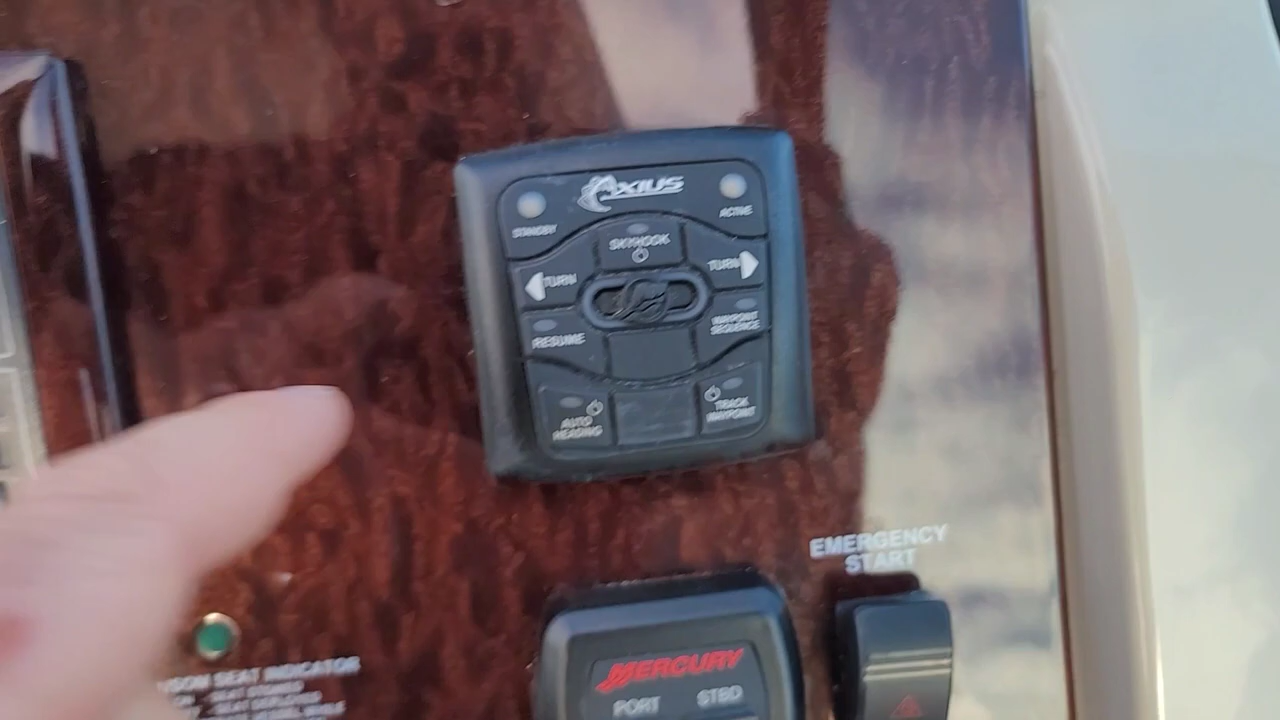 AXIUS
STANDBY
ACTIVE
SKYHOOK
TURN
TURN
RESUME
WAYPOINT
SEQUENCE
AUTO
HEADING
TRACK
WAYPOINT
EMERGENCY
START
MERCURY
PORT STBD
SEAT INDICATOR